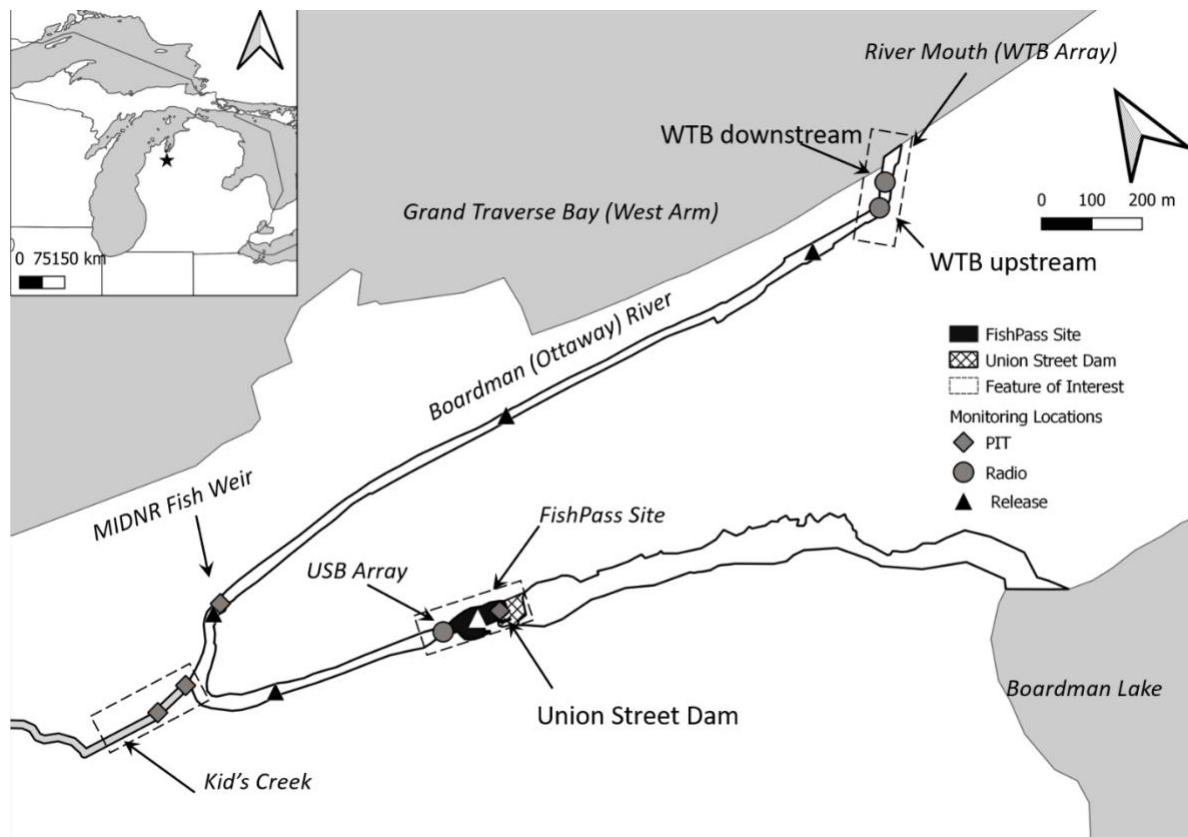 River Mouth (WTB Array)
WTB downstream
0 100 200 m
Grand Traverse Bay (West Arm)
WTB upstream
0 75150 km
Boardman (Ottaway) River
FishPass Site
Union Street Dam
Feature of Interest
Monitoring Locations
PIT
Radio
Release
MIDNR Fish Weir
FishPass Site
USB Array
Boardman Lake
Union Street Dam
Kid's Creek